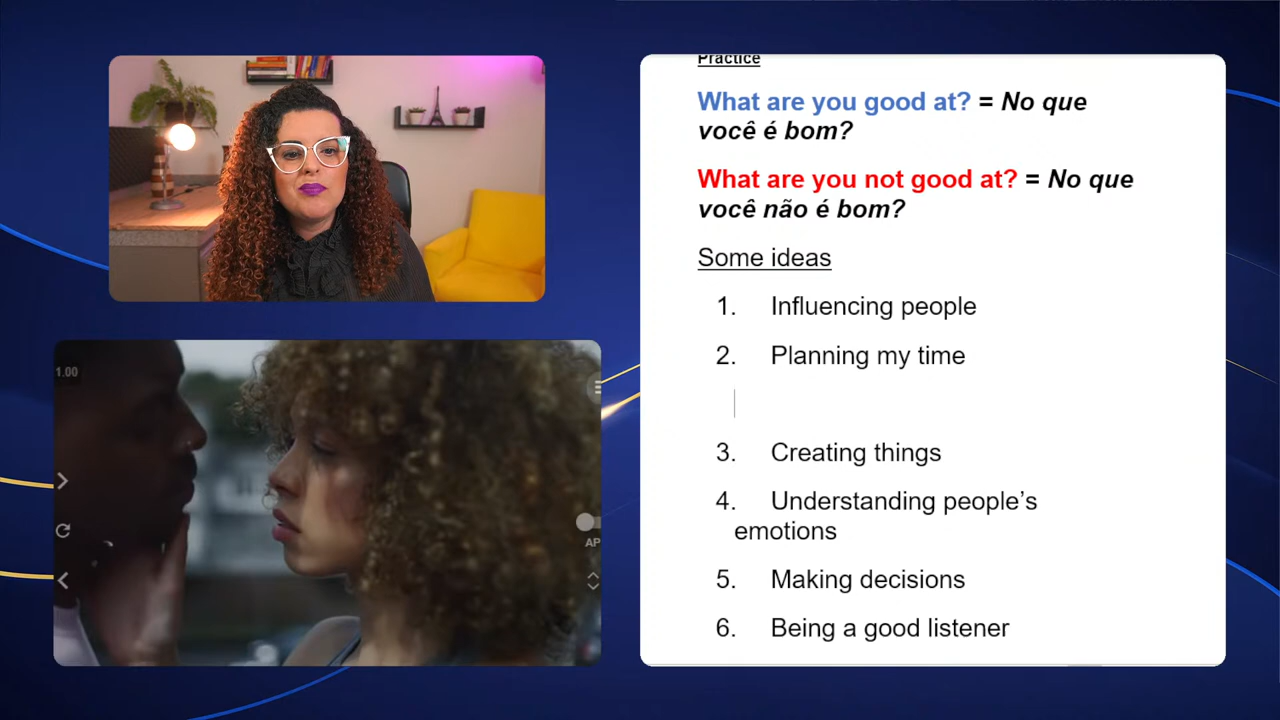 Practice
What are you good at? = No que
você é bom?
What are you not good at? = No que
você não é bom?
Some ideas
1. Influencing people
2. Planning my time
3. Creating things
4. Understanding people’s
emotions
5. Making decisions
6. Being a good listener
1.00
AP